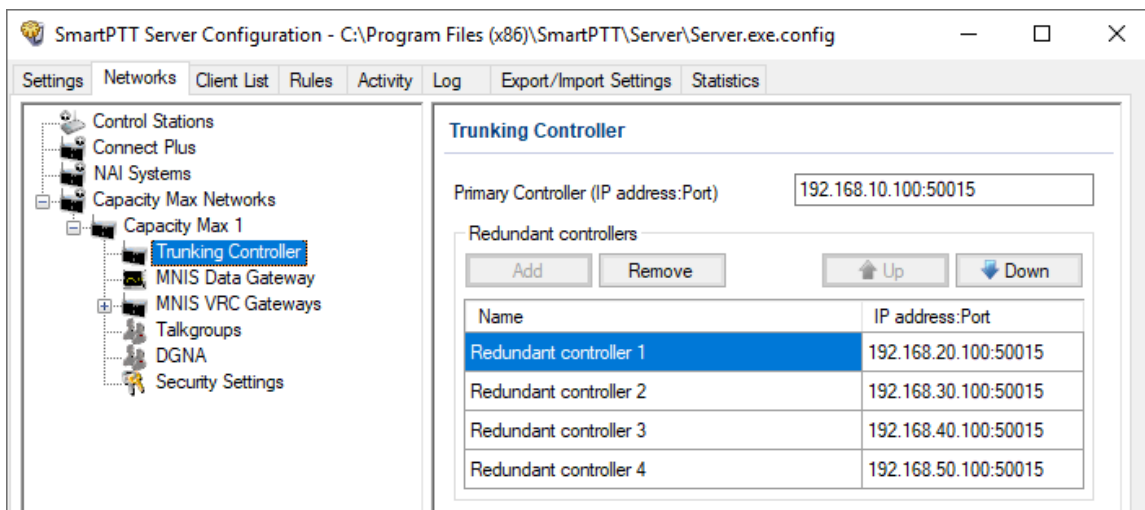 SmartPTT Server Configuration - C:\Program Files (x86)\SmartPTT\Server\Server.exe.config
Settings Networks Client List Rules Activity Log Export/Import Settings Statistics
Control Stations
Connect Plus
NAI Systems
Capacity Max Networks
Capacity Max 1
Trunking Controller
MNIS Data Gateway
MNIS VRC Gateways
Talkgroups
DGNA
Security Settings
Trunking Controller
Primary Controller (IP address:Port) 192.168.10.100:50015
Redundant controllers
Add Remove Up Down
Name IP address:Port
Redundant controller 1 192.168.20.100:50015
Redundant controller 2 192.168.30.100:50015
Redundant controller 3 192.168.40.100:50015
Redundant controller 4 192.168.50.100:50015